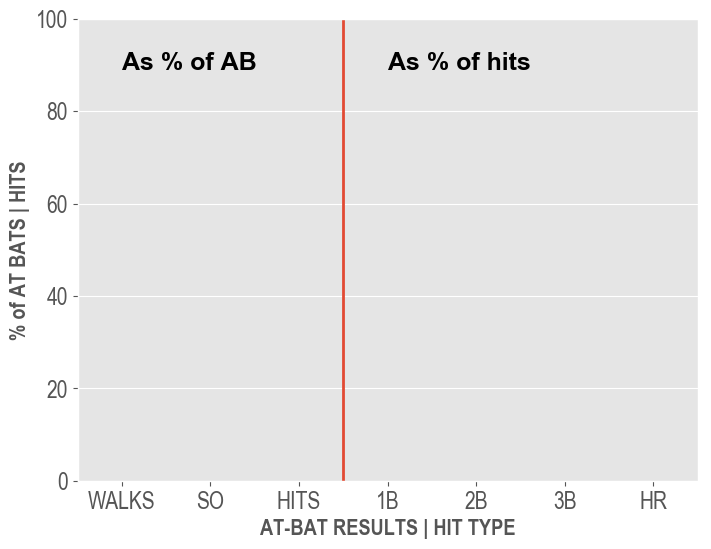 100
80
60
40
20
0
% of AT BATS | HITS
As % of AB
As % of hits
WALKS SO HITS 1B 2B 3B HR
AT-BAT RESULTS | HIT TYPE